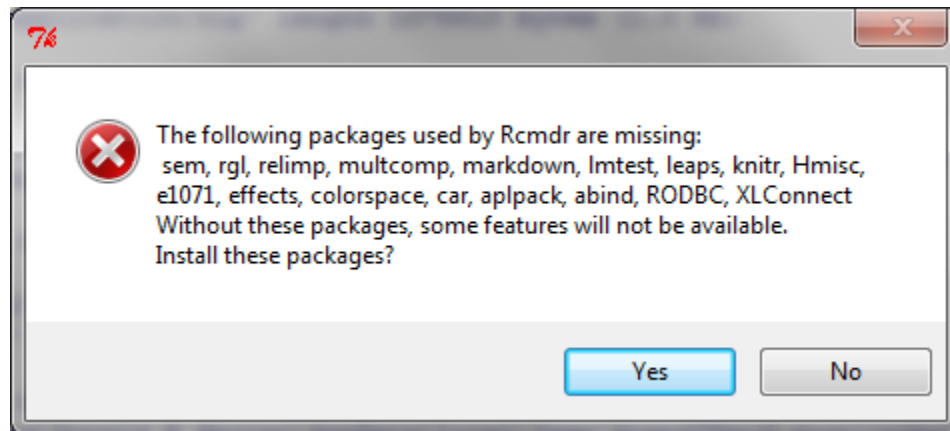 7k
The following packages used by Rcmdr are missing:
sem, rgl, relimp, multcomp, markdown, lmtest, leaps, knitr, Hmisc,
e1071, effects, colorspace, car, aplpack, abind, RODBC, XLConnect
Without these packages, some features will not be available.
Install these packages?
Yes
No